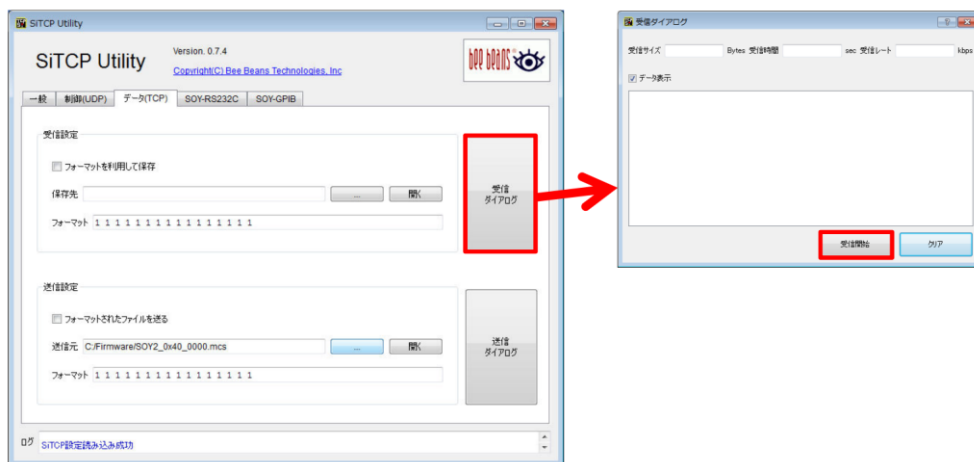 SiTCP Utility
SiTCP Utility
Version. 0.7.4
Copyright(C) Bee Beans Technologies, Inc
bee beans
一般 制御(UDP) データ(TCP) SOY-RS232C SOY-GPIB
受信設定
フォーマットを利用して保存
保存先 ... 開く
フォーマット 1 1 1 1 1 1 1 1 1 1 1 1 1 1 1 1
受信
ダイアログ
送信設定
フォーマットされたファイルを送る
送信元 C:/Firmware/SOY2_0x40_0000.mcs ... 開く
フォーマット 1 1 1 1 1 1 1 1 1 1 1 1 1 1 1 1
送信
ダイアログ
ログ SiTCP設定読み込み成功
受信ダイアログ
受信サイズ Bytes 受信時間 sec 受信レート kbps
データ表示
受信開始 クリア